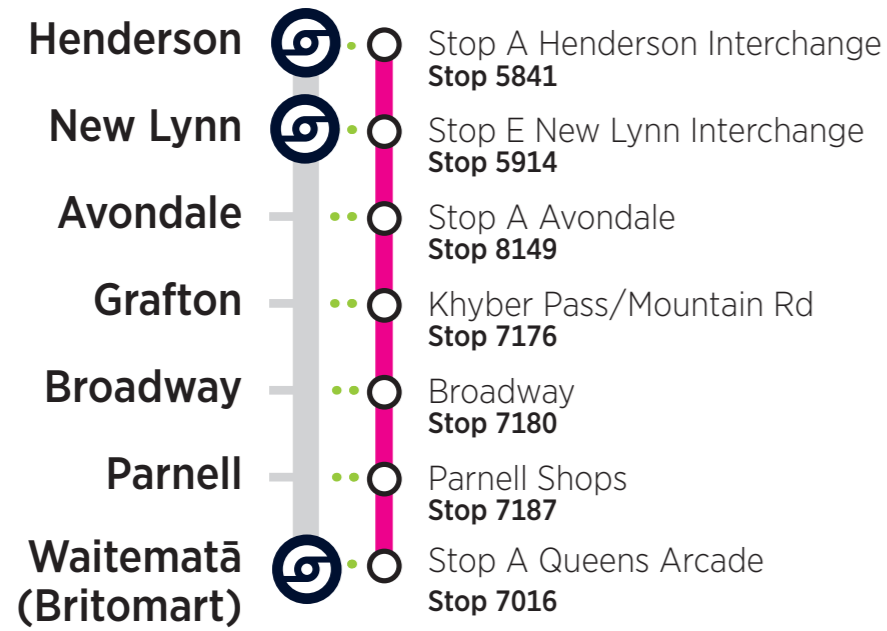 Henderson
Stop A Henderson Interchange
Stop 5841
New Lynn
Stop E New Lynn Interchange
Stop 5914
Avondale
Stop A Avondale
Stop 8149
Grafton
Khyber Pass/Mountain Rd
Stop 7176
Broadway
Broadway
Stop 7180
Parnell
Parnell Shops
Stop 7187
Waitematā
(Britomart)
Stop A Queens Arcade
Stop 7016